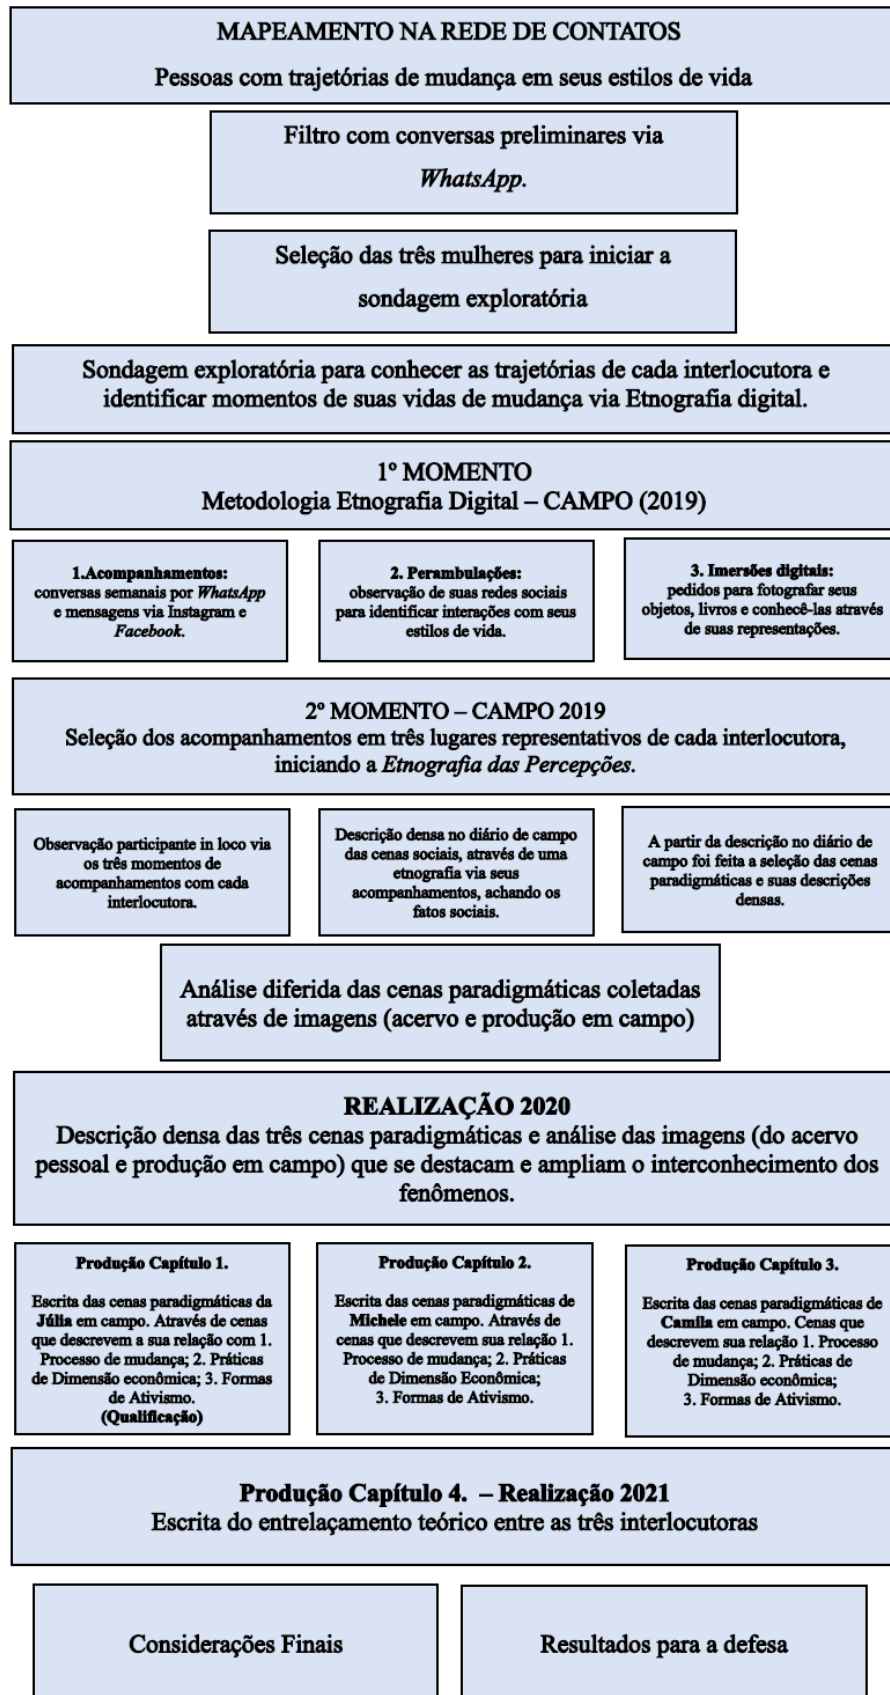 MAPEAMENTO NA REDE DE CONTATOS
Pessoas com trajetórias de mudança em seus estilos de vida
Filtro com conversas preliminares via
WhatsApp.
Seleção das três mulheres para iniciar a
sondagem exploratória
Sondagem exploratória para conhecer as trajetórias de cada interlocutora e
identificar momentos de suas vidas de mudança via Etnografia digital.
1º MOMENTO
Metodologia Etnografia Digital – CAMPO (2019)
1.Acompanhamentos:
conversas semanais por WhatsApp
e mensagens via Instagram e
Facebook.
2. Perambulações:
observação de suas redes sociais
para identificar interações com seus
estilos de vida.
3. Imersões digitais:
pedidos para fotografar seus
objetos, livros e conhecê-las através
de suas representações.
2º MOMENTO – CAMPO 2019
Seleção dos acompanhamentos em três lugares representativos de cada interlocutora,
iniciando a Etnografia das Percepções.
Observação participante in loco via
os três momentos de
acompanhamentos com cada
interlocutora.
Descrição densa no diário de campo
das cenas sociais, através de uma
etnografia via seus
acompanhamentos, achando os
fatos sociais.
A partir da descrição no diário de
campo foi feita a seleção das cenas
paradigmáticas e suas descrições
densas.
Análise diferida das cenas paradigmáticas coletadas
através de imagens (acervo e produção em campo)
REALIZAÇÃO 2020
Descrição densa das três cenas paradigmáticas e análise das imagens (do acervo
pessoal e produção em campo) que se destacam e ampliam o interconhecimento dos
fenômenos.
Produção Capítulo 1.
Escrita das cenas paradigmáticas da
Júlia em campo. Através de cenas
que descrevem a sua relação com 1.
Processo de mudança; 2. Práticas
de Dimensão econômica; 3. Formas
de Ativismo.
(Qualificação)
Produção Capítulo 2.
Escrita das cenas paradigmáticas de
Michele em campo. Através de
cenas que descrevem sua relação 1.
Processo de mudança; 2. Práticas
de Dimensão Econômica;
3. Formas de Ativismo.
Produção Capítulo 3.
Escrita das cenas paradigmáticas de
Camila em campo. Cenas que
descrevem sua relação 1. Processo
de mudança; 2. Práticas de
Dimensão econômica;
3. Formas de Ativismo.
Produção Capítulo 4. – Realização 2021
Escrita do entrelaçamento teórico entre as três interlocutoras
Considerações Finais
Resultados para a defesa